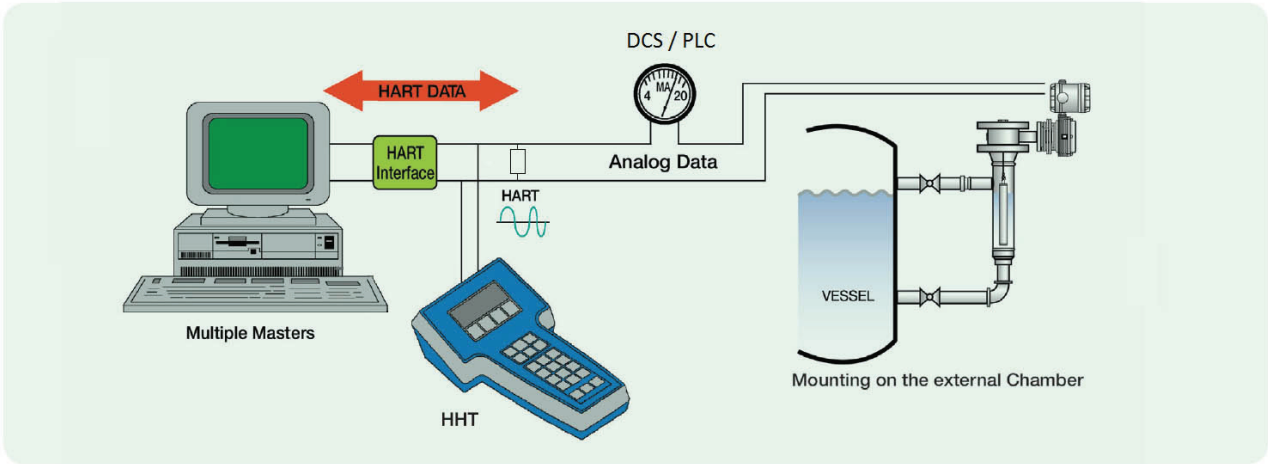 DCS / PLC
HART DATA
MA
4 20
HART
Interface
Analog Data
HART
VESSEL
Multiple Masters
Mounting on the external Chamber
HHT